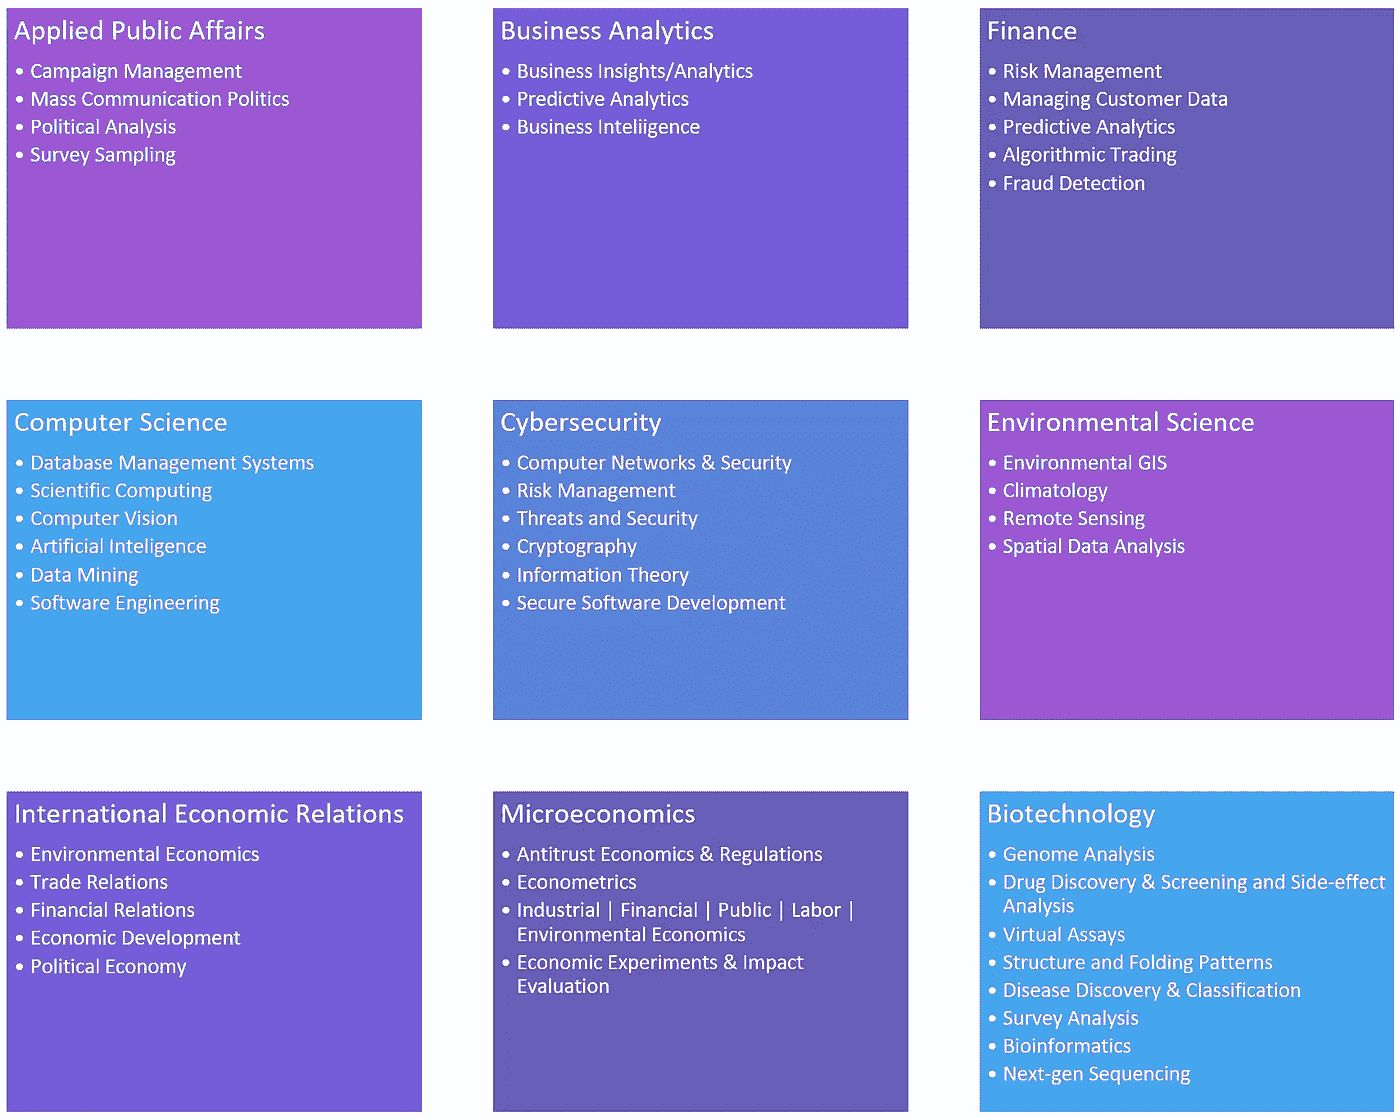 Applied Public Affairs
• Campaign Management
• Mass Communication Politics
• Political Analysis
• Survey Sampling
Business Analytics
• Business Insights/Analytics
• Predictive Analytics
• Business Inteliigence
Finance
• Risk Management
• Managing Customer Data
• Predictive Analytics
• Algorithmic Trading
• Fraud Detection
Computer Science
• Database Management Systems
• Scientific Computing
• Computer Vision
• Artificial Inteligence
• Data Mining
• Software Engineering
Cybersecurity
• Computer Networks & Security
• Risk Management
• Threats and Security
• Cryptography
• Information Theory
• Secure Software Development
Environmental Science
• Environmental GIS
• Climatology
• Remote Sensing
• Spatial Data Analysis
International Economic Relations
• Environmental Economics
• Trade Relations
• Financial Relations
• Economic Development
• Political Economy
Microeconomics
• Antitrust Economics & Regulations
• Econometrics
• Industrial | Financial | Public | Labor |
Environmental Economics
• Economic Experiments & Impact
Evaluation
Biotechnology
• Genome Analysis
• Drug Discovery & Screening and Side-effect
Analysis
• Virtual Assays
• Structure and Folding Patterns
• Disease Discovery & Classification
• Survey Analysis
• Bioinformatics
• Next-gen Sequencing